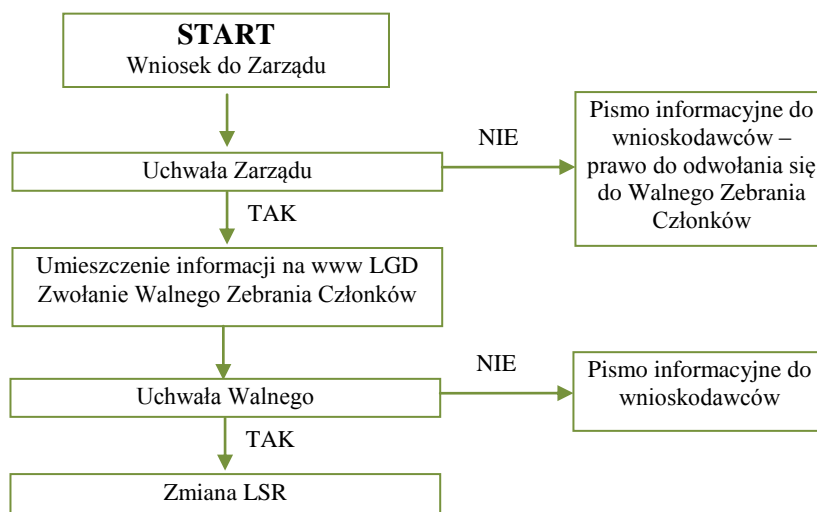 START
Wniosek do Zarządu
Uchwała Zarządu
NIE
Pismo informacyjne do
wnioskodawców –
prawo do odwołania się
do Walnego Zebrania
Członków
TAK
Umieszczenie informacji na www LGD
Zwołanie Walnego Zebrania Członków
Uchwała Walnego
NIE
Pismo informacyjne do
wnioskodawców
TAK
Zmiana LSR